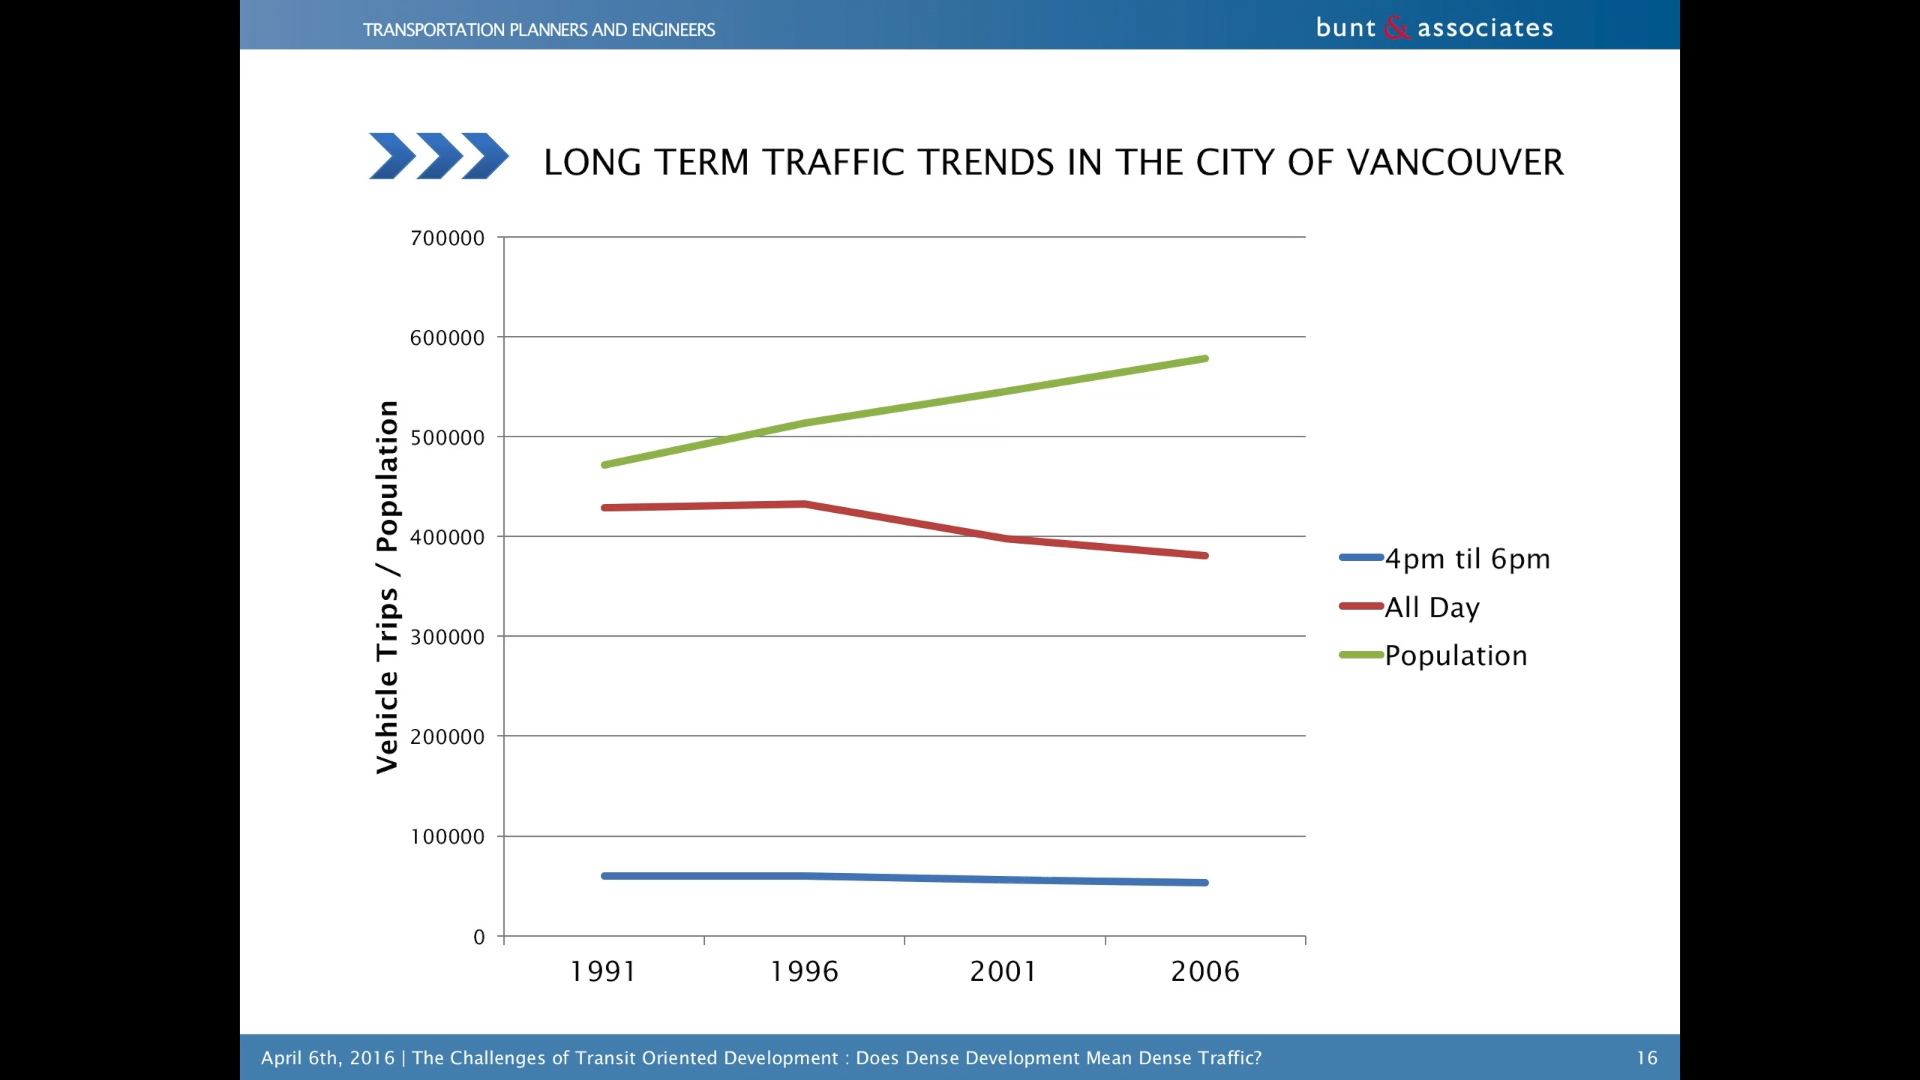 TRANSPORTATION PLANNERS AND ENGINEERS
bunt & associates
LONG TERM TRAFFIC TRENDS IN THE CITY OF VANCOUVER
Vehicle Trips / Population
700000
600000
500000
400000
300000
200000
100000
0
1991 1996 2001 2006
4pm til 6pm
All Day
Population
April 6th, 2016 | The Challenges of Transit Oriented Development : Does Dense Development Mean Dense Traffic? 16